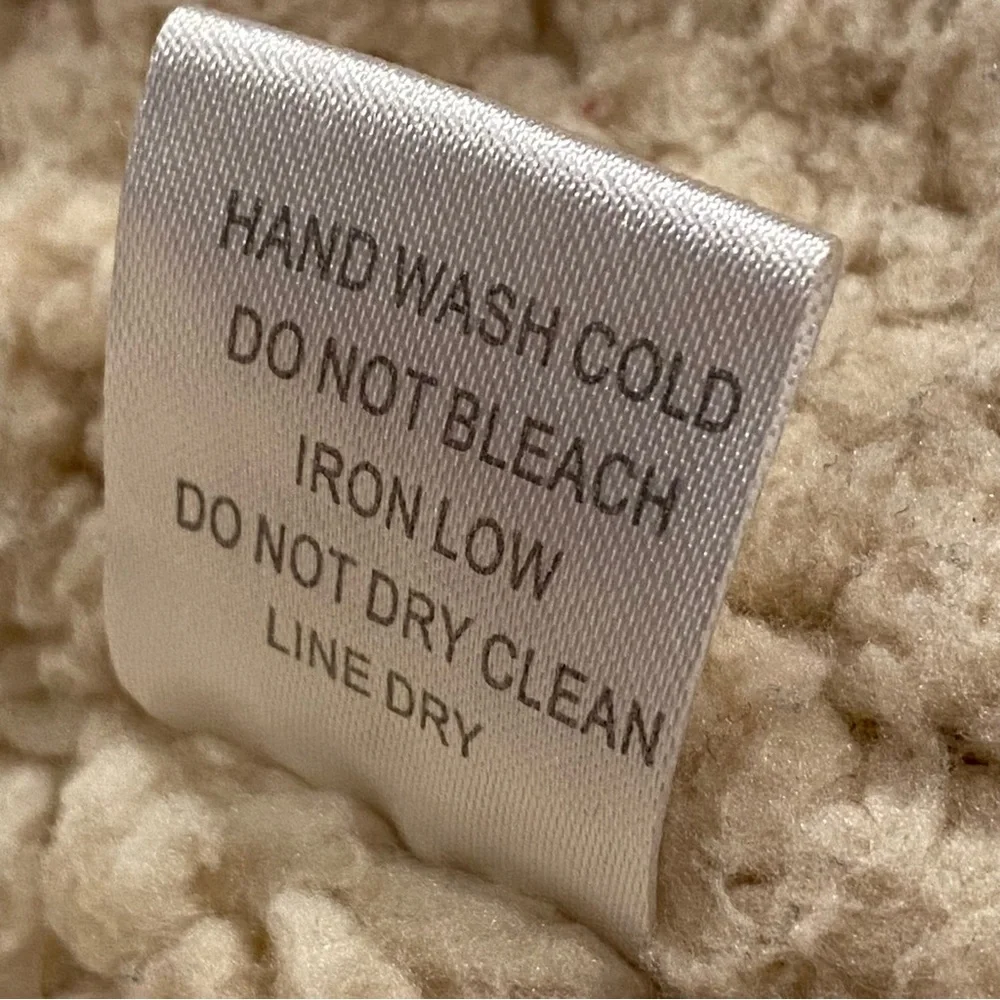 HAND WASH COLD
DO NOT BLEACH
IRON LOW
DO NOT DRY CLEAN
LINE DRY